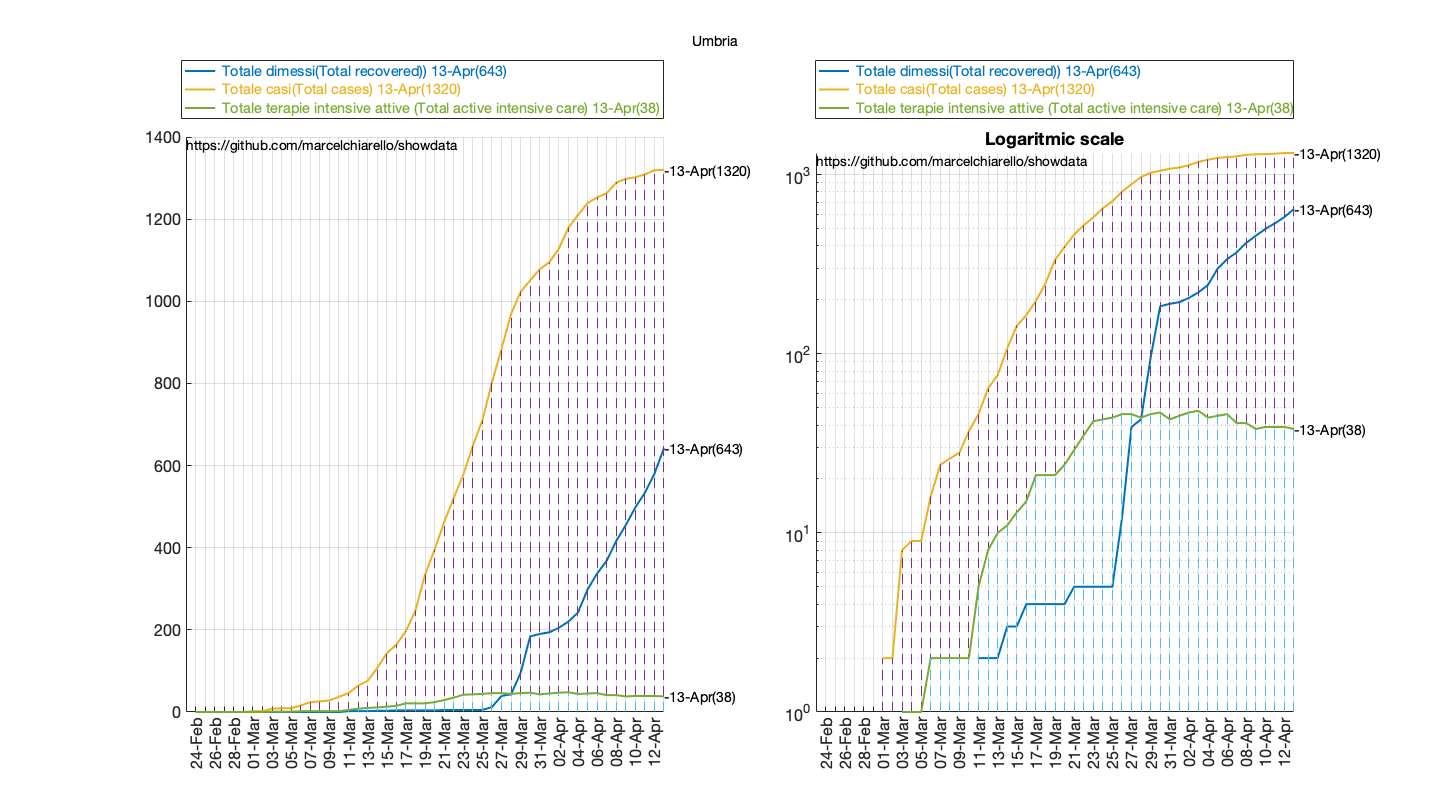 Umbria
Totale dimessi(Total recovered)) 13-Apr(643)
Totale casi(Total cases) 13-Apr(1320)
Totale terapie intensive attive (Total active intensive care) 13-Apr(38)
1400
1200
1000
800
600
400
200
0
https://github.com/marcelchiarello/showdata
-13-Apr(1320)
-13-Apr(643)
-13-Apr(38)
24-Feb
26-Feb
28-Feb
01-Mar
03-Mar
05-Mar
07-Mar
09-Mar
11-Mar
13-Mar
15-Mar
17-Mar
19-Mar
21-Mar
23-Mar
25-Mar
27-Mar
29-Mar
31-Mar
02-Apr
04-Apr
06-Apr
08-Apr
10-Apr
12-Apr
Totale dimessi(Total recovered)) 13-Apr(643)
Totale casi(Total cases) 13-Apr(1320)
Totale terapie intensive attive (Total active intensive care) 13-Apr(38)
Logaritmic scale
https://github.com/marcelchiarello/showdata
10³
10²
10¹
10⁰
-13-Apr(1320)
-13-Apr(643)
-13-Apr(38)
24-Feb
26-Feb
28-Feb
01-Mar
03-Mar
05-Mar
07-Mar
09-Mar
11-Mar
13-Mar
15-Mar
17-Mar
19-Mar
21-Mar
23-Mar
25-Mar
27-Mar
29-Mar
31-Mar
02-Apr
04-Apr
06-Apr
08-Apr
10-Apr
12-Apr